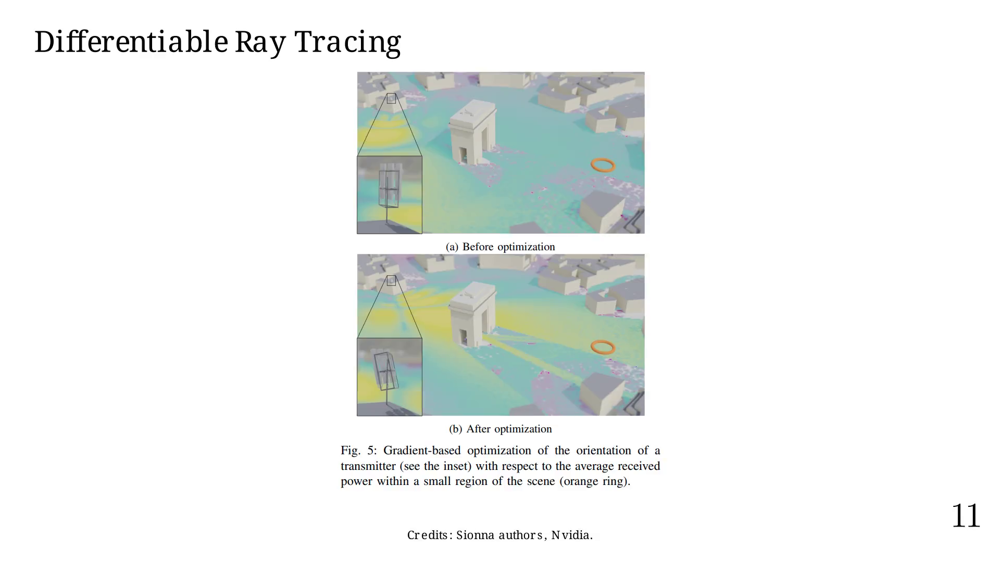 Differentiable Ray Tracing
(a) Before optimization
(b) After optimization
Fig. 5: Gradient-based optimization of the orientation of a
transmitter (see the inset) with respect to the average received
power within a small region of the scene (orange ring).
11
Credits: Sionna authors, Nvidia.